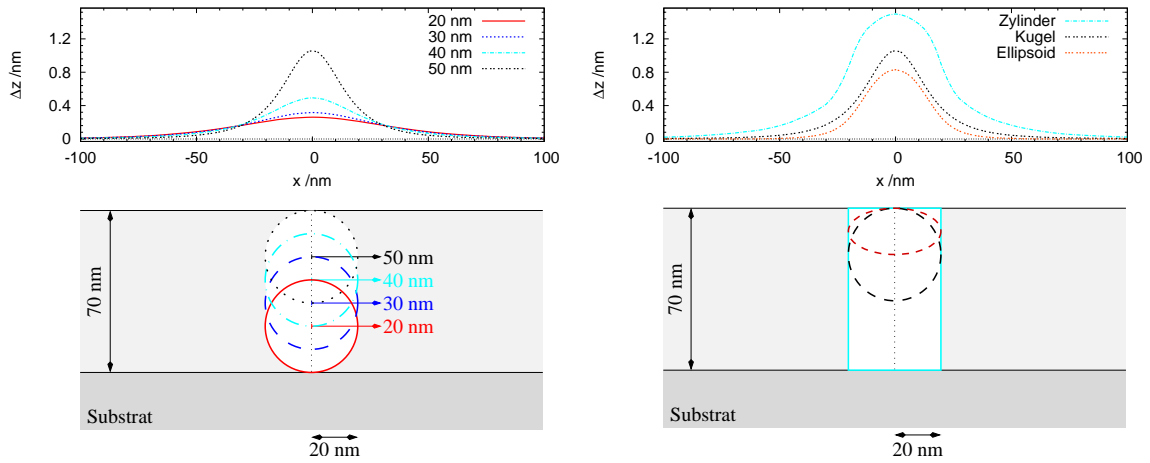 Δz /nm
1.2
0.8
0.4
0
-100
-50
0
50
100
x /nm
20 nm
30 nm
40 nm
50 nm
70 nm
50 nm
40 nm
30 nm
20 nm
Substrat
20 nm
Δz /nm
1.2
0.8
0.4
0
-100
-50
0
50
100
x /nm
Zylinder
Kugel
Ellipsoid
70 nm
Substrat
20 nm